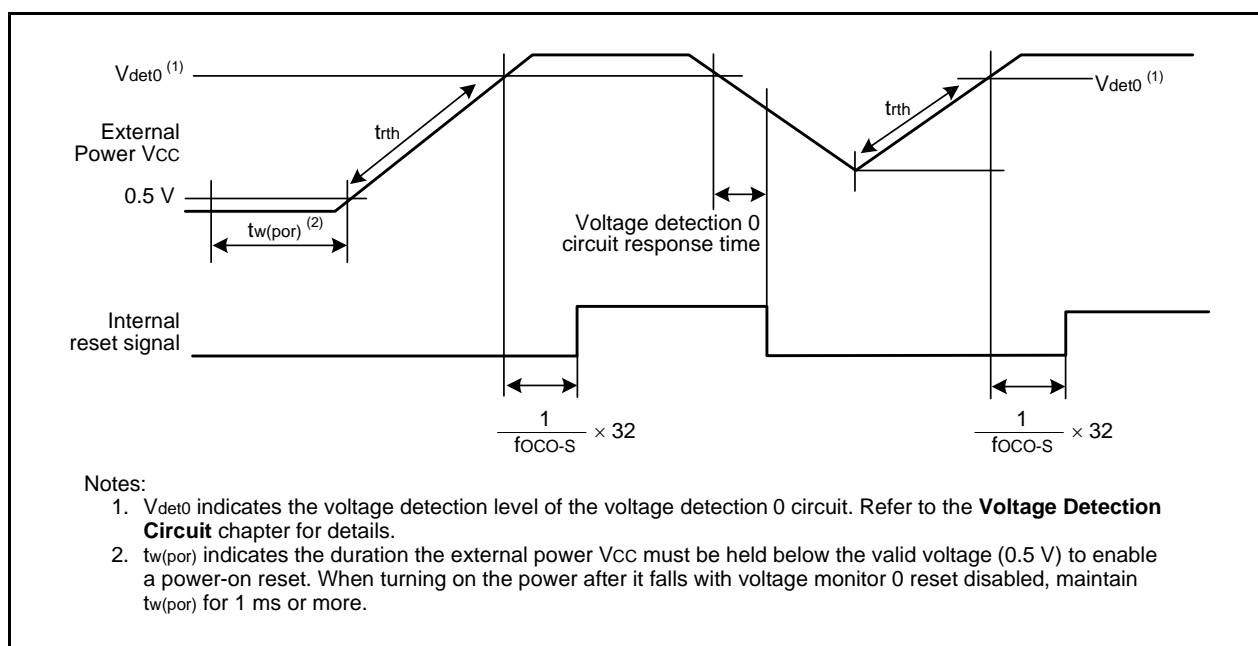 Vdet0 (1)
trth
External
Power VCC
0.5 V
tw(por) (2)
Voltage detection 0
circuit response time
trth
Vdet0 (1)
Internal
reset signal
1
fOCO-S
× 32
1
fOCO-S
× 32
Notes:
1. Vdet0 indicates the voltage detection level of the voltage detection 0 circuit. Refer to the Voltage Detection
Circuit chapter for details.
2. tw(por) indicates the duration the external power VCC must be held below the valid voltage (0.5 V) to enable
a power-on reset. When turning on the power after it falls with voltage monitor 0 reset disabled, maintain
tw(por) for 1 ms or more.